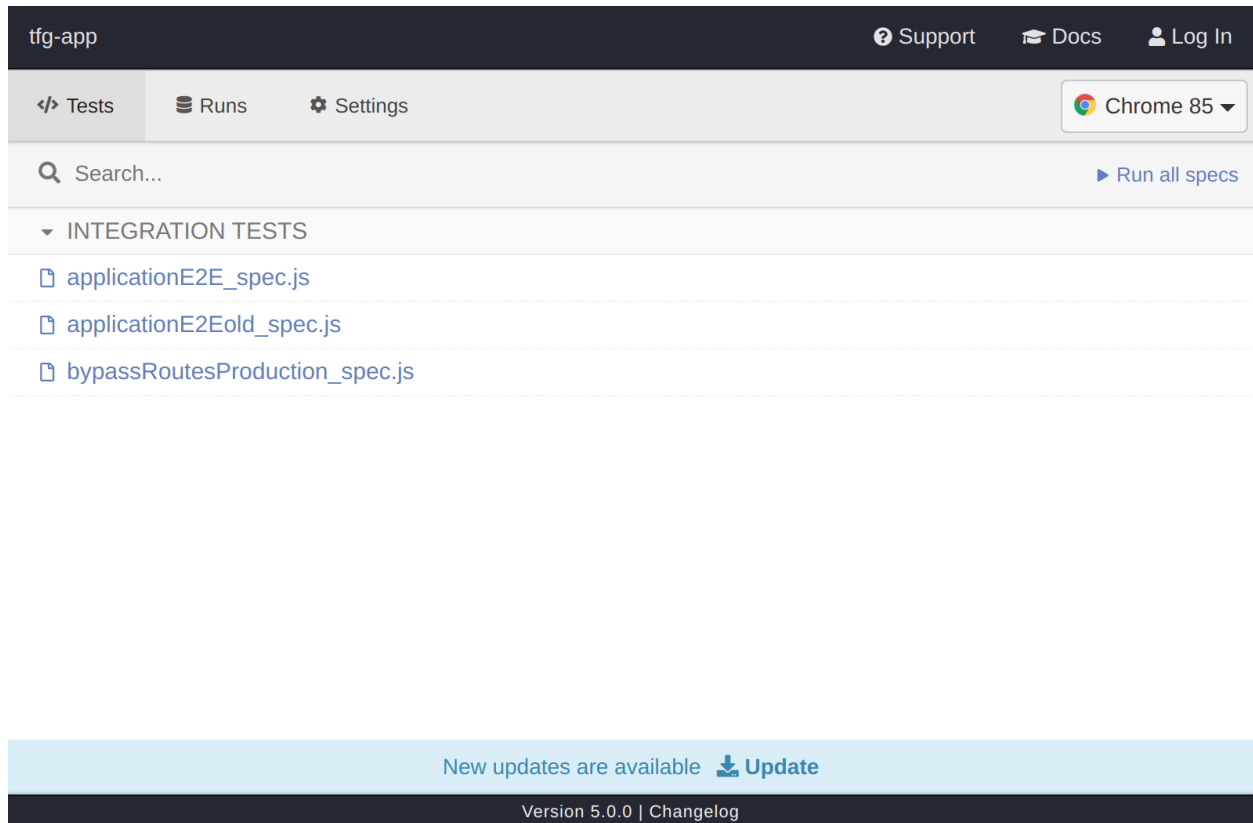 tfg-app Support Docs Log In
Tests Runs Settings Chrome 85
Search... Run all specs
INTEGRATION TESTS
applicationE2E_spec.js
applicationE2Eold_spec.js
bypassRoutesProduction_spec.js
New updates are available Update
Version 5.0.0 | Changelog